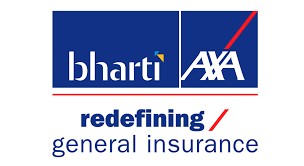 bharti AXA
redefining /
general insurance